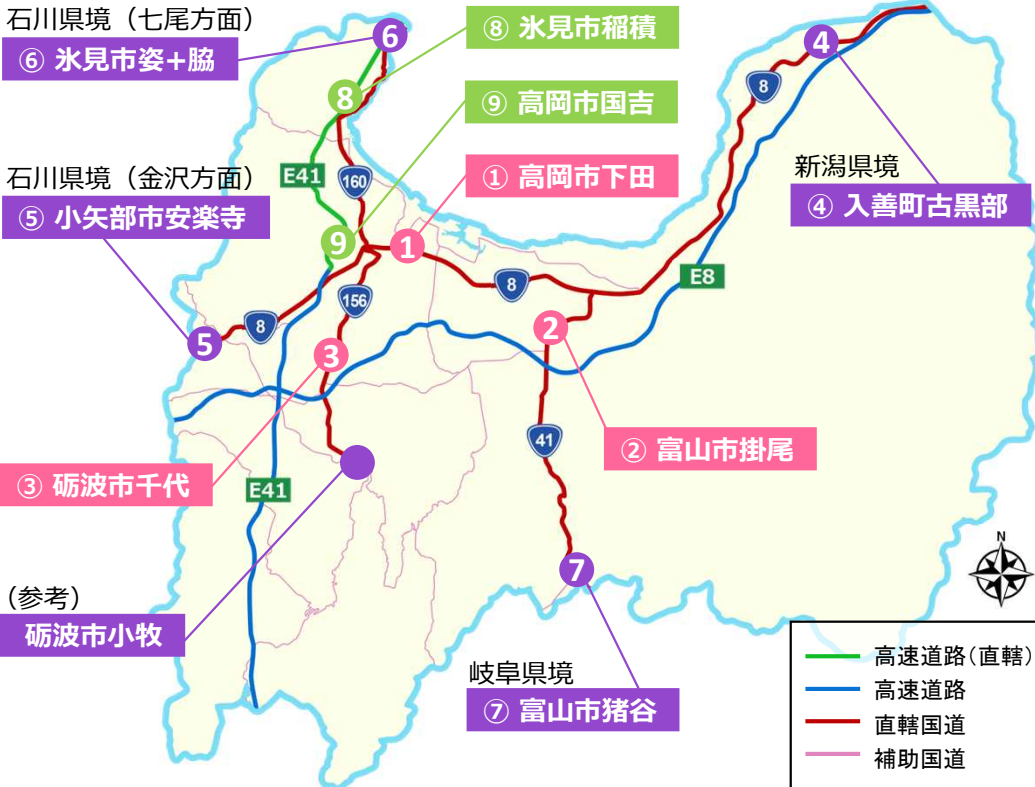 石川県境（七尾方面）
⑥ 氷見市姿+脇
6
⑧ 氷見市稲積
4
8
8
⑨ 高岡市国吉
石川県境（金沢方面）
E41
160
① 高岡市下田
新潟県境
⑤ 小矢部市安楽寺
④ 入善町古黒部
9
1
E8
8
156
8
2
5
3
② 富山市掛尾
41
③ 砺波市千代
E41
N
7
(参考)
砺波市小牧
岐阜県境
⑦ 富山市猪谷
高速道路(直轄)
高速道路
直轄国道
補助国道